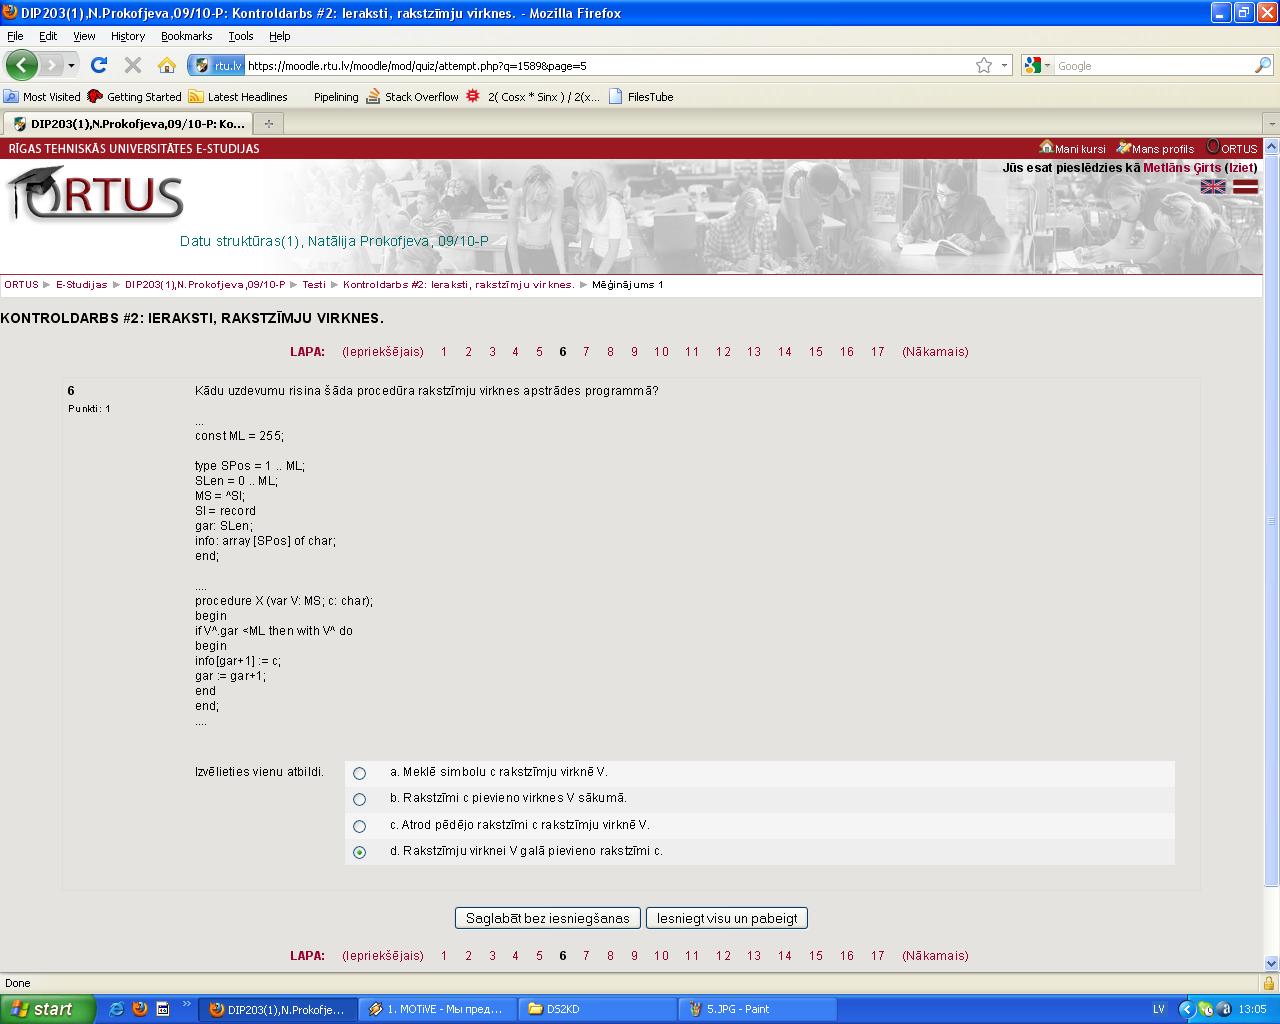 DIP203(1),N.Prokofjeva,09/10-P: Kontroldarbs #2: Ieraksti, rakstzīmju virknes. - Mozilla Firefox
File Edit View History Bookmarks Tools Help
rtu.lv https://moodle.rtu.lv/moodle/mod/quiz/attempt.php?q=1589&page=5 Google
Most Visited Getting Started Latest Headlines Pipelining Stack Overflow 2( Cosx * Sinx ) / 2(x... FilesTube
DIP203(1),N.Prokofjeva,09/10-P: Ko...
RĪGAS TEHNISKĀS UNIVERSITĀTES E-STUDIJAS Mani kursi Mans profils ORTUS
Jūs esat pieslēdzies kā Metlāns Ģirts (Iziet)
ORTUS
Datu struktūras(1), Natālija Prokofjeva, 09/10-P
ORTUS ► E-Studijas ► DIP203(1),N.Prokofjeva,09/10-P ► Testi ► Kontroldarbs #2: Ieraksti, rakstzīmju virknes. ► Mēģinājums 1
KONTROLDARBS #2: IERAKSTI, RAKSTZĪMJU VIRKNES.
LAPA: (Iepriekšējais) 1 2 3 4 5 6 7 8 9 10 11 12 13 14 15 16 17 (Nākamais)
6
Punkti: 1
Kādu uzdevumu risina šāda procedūra rakstzīmju virknes apstrādes programmā?
...
const ML = 255;
type SPos = 1 .. ML;
SLen = 0 .. ML;
MS = ^Sl;
Sl = record
gar: SLen;
info: array [SPos] of char;
end;
....
procedure X (var V: MS; c: char);
begin
if V^.gar <ML then with V^ do
begin
info[gar+1] := c;
gar := gar+1;
end
end;
....
Izvēlieties vienu atbildi.
a. Meklē simbolu c rakstzīmju virknē V.
b. Rakstzīmi c pievieno virknes V sākumā.
c. Atrod pēdējo rakstzīmi c rakstzīmju virknē V.
d. Rakstzīmju virknei V galā pievieno rakstzīmi c.
Saglabāt bez iesniegšanas Iesniegt visu un pabeigt
LAPA: (Iepriekšējais) 1 2 3 4 5 6 7 8 9 10 11 12 13 14 15 16 17 (Nākamais)
Done
start DIP203(1),N.Prokofje... 1. MOTiVE - Мы пред... DS2KD 5.JPG - Paint LV 13:05